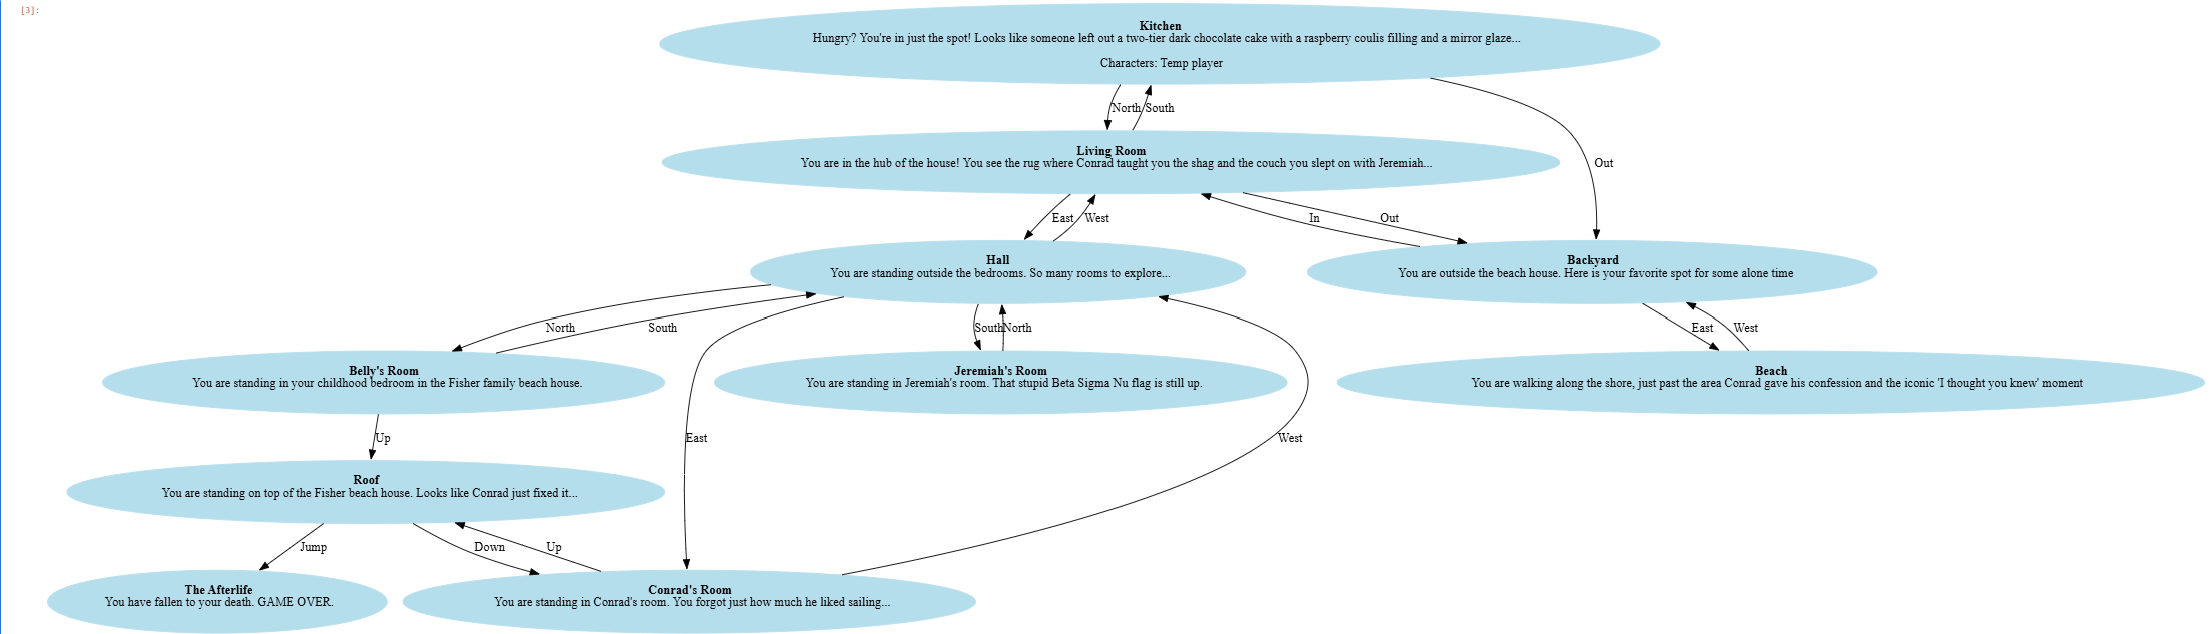 [3]:
Kitchen
Hungry? You're in just the spot! Looks like someone left out a two-tier dark chocolate cake with a raspberry coulis filling and a mirror glaze...
Characters: Temp player
North
South
Living Room
You are in the hub of the house! You see the rug where Conrad taught you the shag and the couch you slept on with Jeremiah...
Out
East
West
In
Out
Hall
You are standing outside the bedrooms. So many rooms to explore...
Backyard
You are outside the beach house. Here is your favorite spot for some alone time
North
South
South
North
East
West
Belly's Room
You are standing in your childhood bedroom in the Fisher family beach house.
Jeremiah's Room
You are standing in Jeremiah's room. That stupid Beta Sigma Nu flag is still up.
Beach
You are walking along the shore, just past the area Conrad gave his confession and the iconic 'I thought you knew' moment
Up
East
West
Roof
You are standing on top of the Fisher beach house. Looks like Conrad just fixed it...
Jump
Down
Up
The Afterlife
You have fallen to your death. GAME OVER.
Conrad's Room
You are standing in Conrad's room. You forgot just how much he liked sailing...